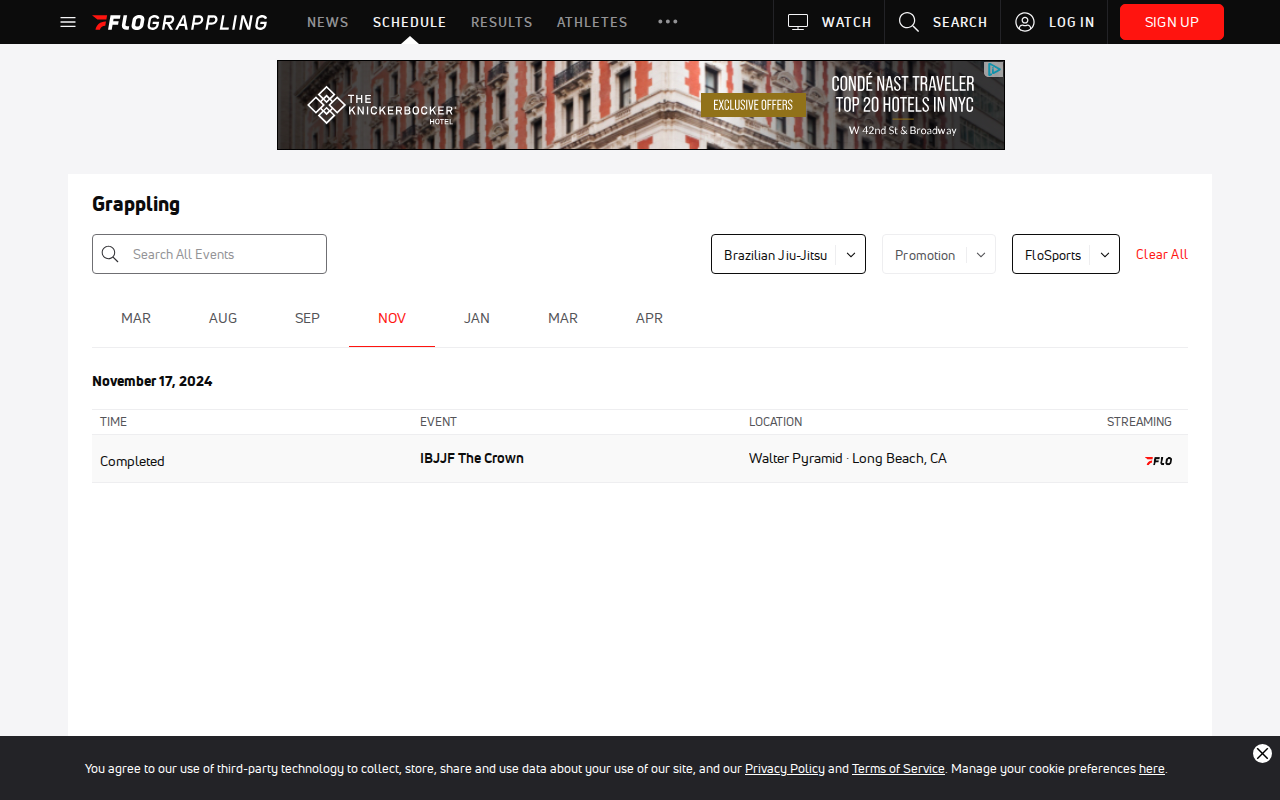 FLOGRAPPLING NEWS SCHEDULE RESULTS ATHLETES WATCH SEARCH LOG IN SIGN UP
THE KNICKERBOCKER HOTEL
EXCLUSIVE OFFERS
CONDÉ NAST TRAVELER
TOP 20 HOTELS IN NYC
W 42nd St & Broadway
Grappling
Search All Events Brazilian Jiu-Jitsu Promotion FloSports Clear All
MAR AUG SEP NOV JAN MAR APR
November 17, 2024
TIME EVENT LOCATION STREAMING
Completed IBJJF The Crown Walter Pyramid · Long Beach, CA FLO
You agree to our use of third-party technology to collect, store, share and use data about your use of our site, and our Privacy Policy and Terms of Service. Manage your cookie preferences here.